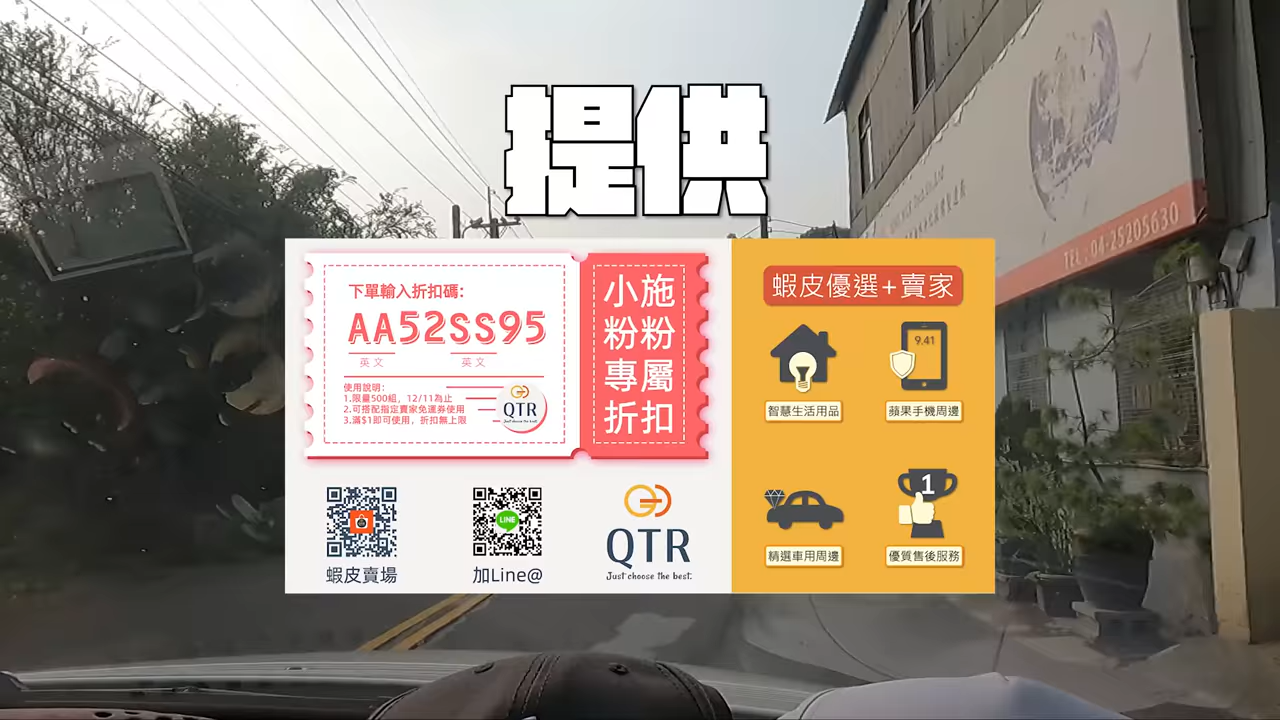 提供
下單輸入折扣碼:
AA52SS95
英文
英文
使用說明:
1.限量500組，12/11為止
2.可搭配指定賣家免運券使用
3.滿$1即可使用，折扣無上限
QTR
Just choose the best.
小施
粉粉
專屬
折扣
蝦皮優選+賣家
9.41
智慧生活用品
蘋果手機周邊
1
精選車用周邊
優質售後服務
LINE
蝦皮賣場
加Line@
QTR
Just choose the best.
TEL:04-25205630